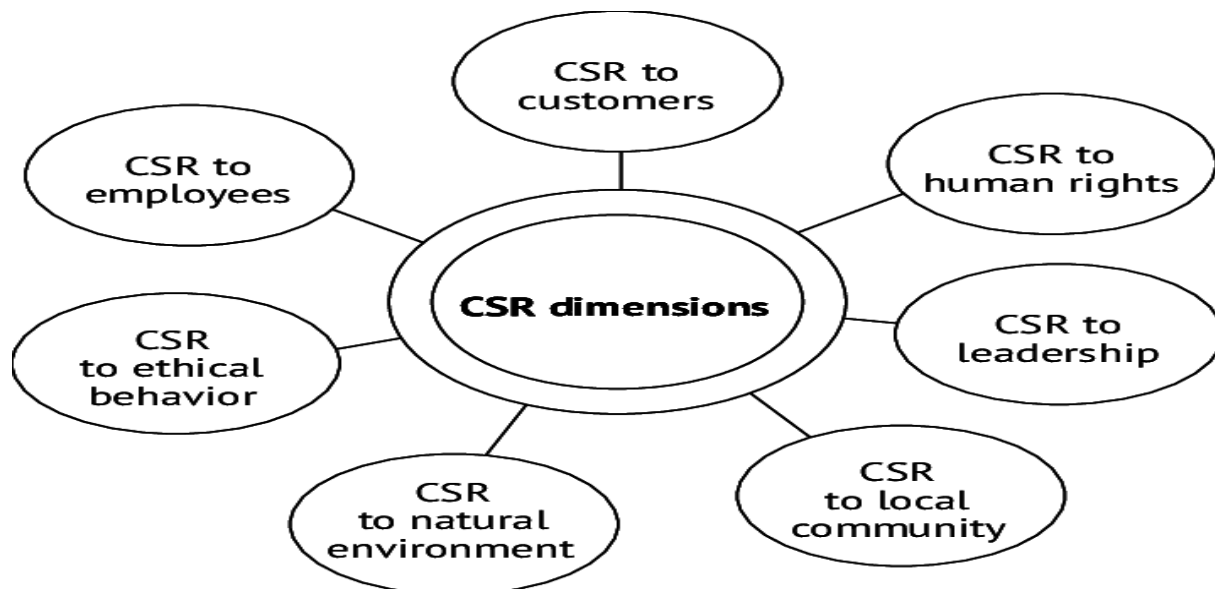 CSR to
customers
CSR to
human rights
CSR to
leadership
CSR
to local
community
CSR
to natural
environment
CSR
to ethical
behavior
CSR to
employees
CSR dimensions